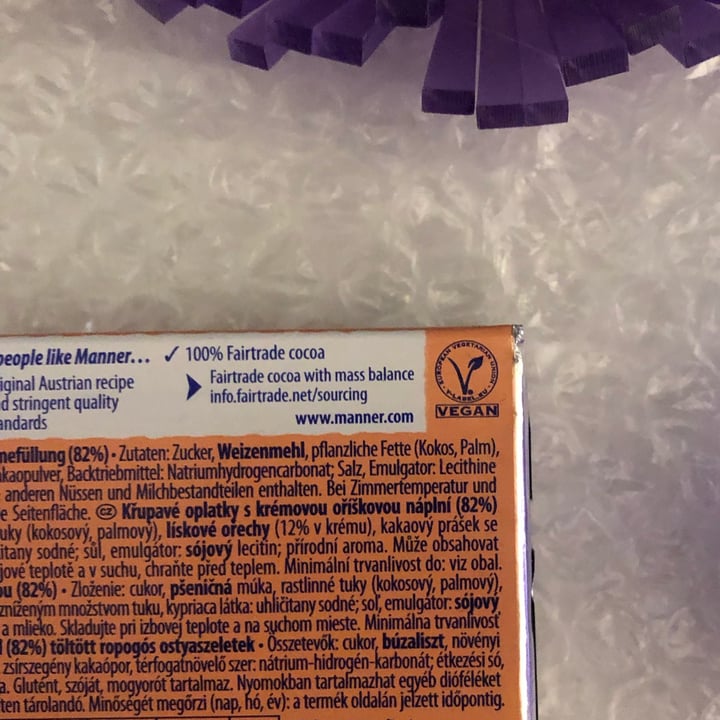 people like Manner... ✓ 100% Fairtrade cocoa
iginal Austrian recipe
Fairtrade cocoa with mass balance
d stringent quality
info.fairtrade.net/sourcing
andards
www.manner.com
EUROPEAN VEGETARIAN UNION
V-LABEL.EU
VEGAN
nefüllung (82%) • Zutaten: Zucker, Weizenmehl, pflanzliche Fette (Kokos, Palm),
kaopulver, Backtriebmittel: Natriumhydrogencarbonat; Salz, Emulgator: Lecithine
anderen Nüssen und Milchbestandteilen enthalten. Bei Zimmertemperatur und
e Seitenfläche. CZ Křupavé oplatky s krémovou oříškovou náplní (82%)
uky (kokosový, palmový), lískové ořechy (12% v krému), kakaový prášek se
itany sodné; sůl, emulgátor: sójový lecitin; přírodní aroma. Může obsahovat
jové teplotě a v suchu, chraňte před teplem. Minimální trvanlivost do: viz obal.
ou (82%) • Zloženie: cukor, pšeničná múka, rastlinné tuky (kokosový, palmový),
zníženým množstvom tuku, kypriaca látka: uhličitany sodné; soľ, emulgátor: sójový
a mlieko. Skladujte pri izbovej teplote a na suchom mieste. Minimálna trvanlivosť
l (82%) töltött ropogós ostyaszeletek • Összetevők: cukor, búzaliszt, növényi
zsírszegény kakaópor, térfogatnövelő szer: nátrium-hidrogén-karbonát; étkezési só,
a. Glutént, szóját, mogyorót tartalmaz. Nyomokban tartalmazhat egyéb dióféléket
ten tárolandó. Minőségét megőrzi (nap, hó, év): a termék oldalán jelzett időpontig.